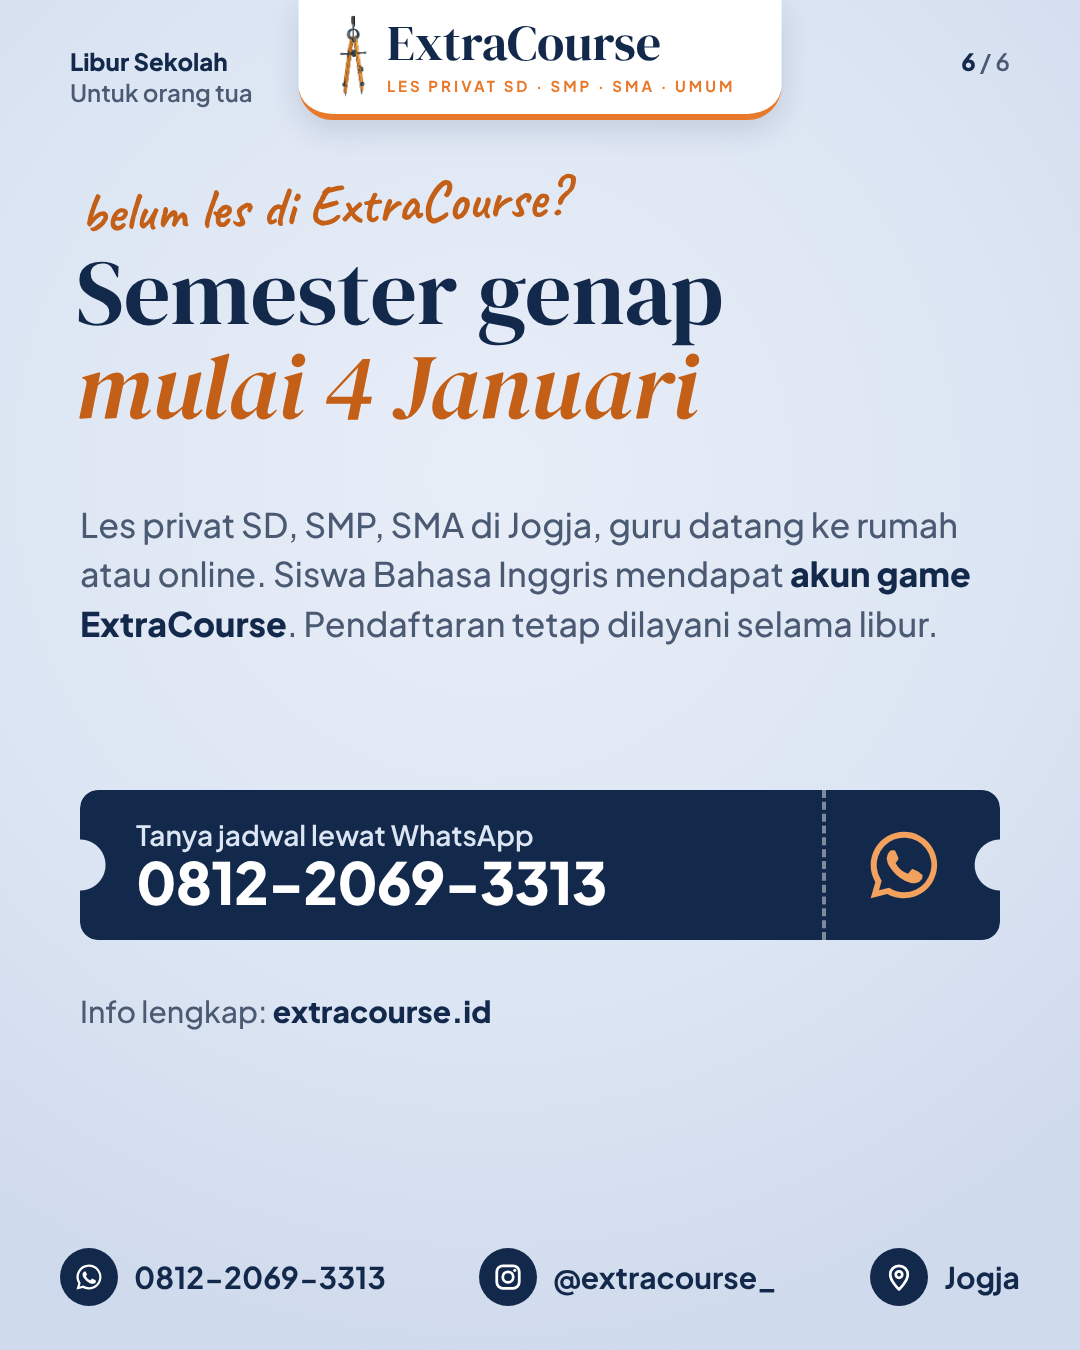 Libur Sekolah
Untuk orang tua
ExtraCourse
LES PRIVAT SD · SMP · SMA · UMUM
6 / 6
belum les di ExtraCourse?
Semester genap
mulai 4 Januari
Les privat SD, SMP, SMA di Jogja, guru datang ke rumah
atau online. Siswa Bahasa Inggris mendapat akun game
ExtraCourse. Pendaftaran tetap dilayani selama libur.
Tanya jadwal lewat WhatsApp
0812-2069-3313
Info lengkap: extracourse.id
0812-2069-3313
@extracourse_
Jogja